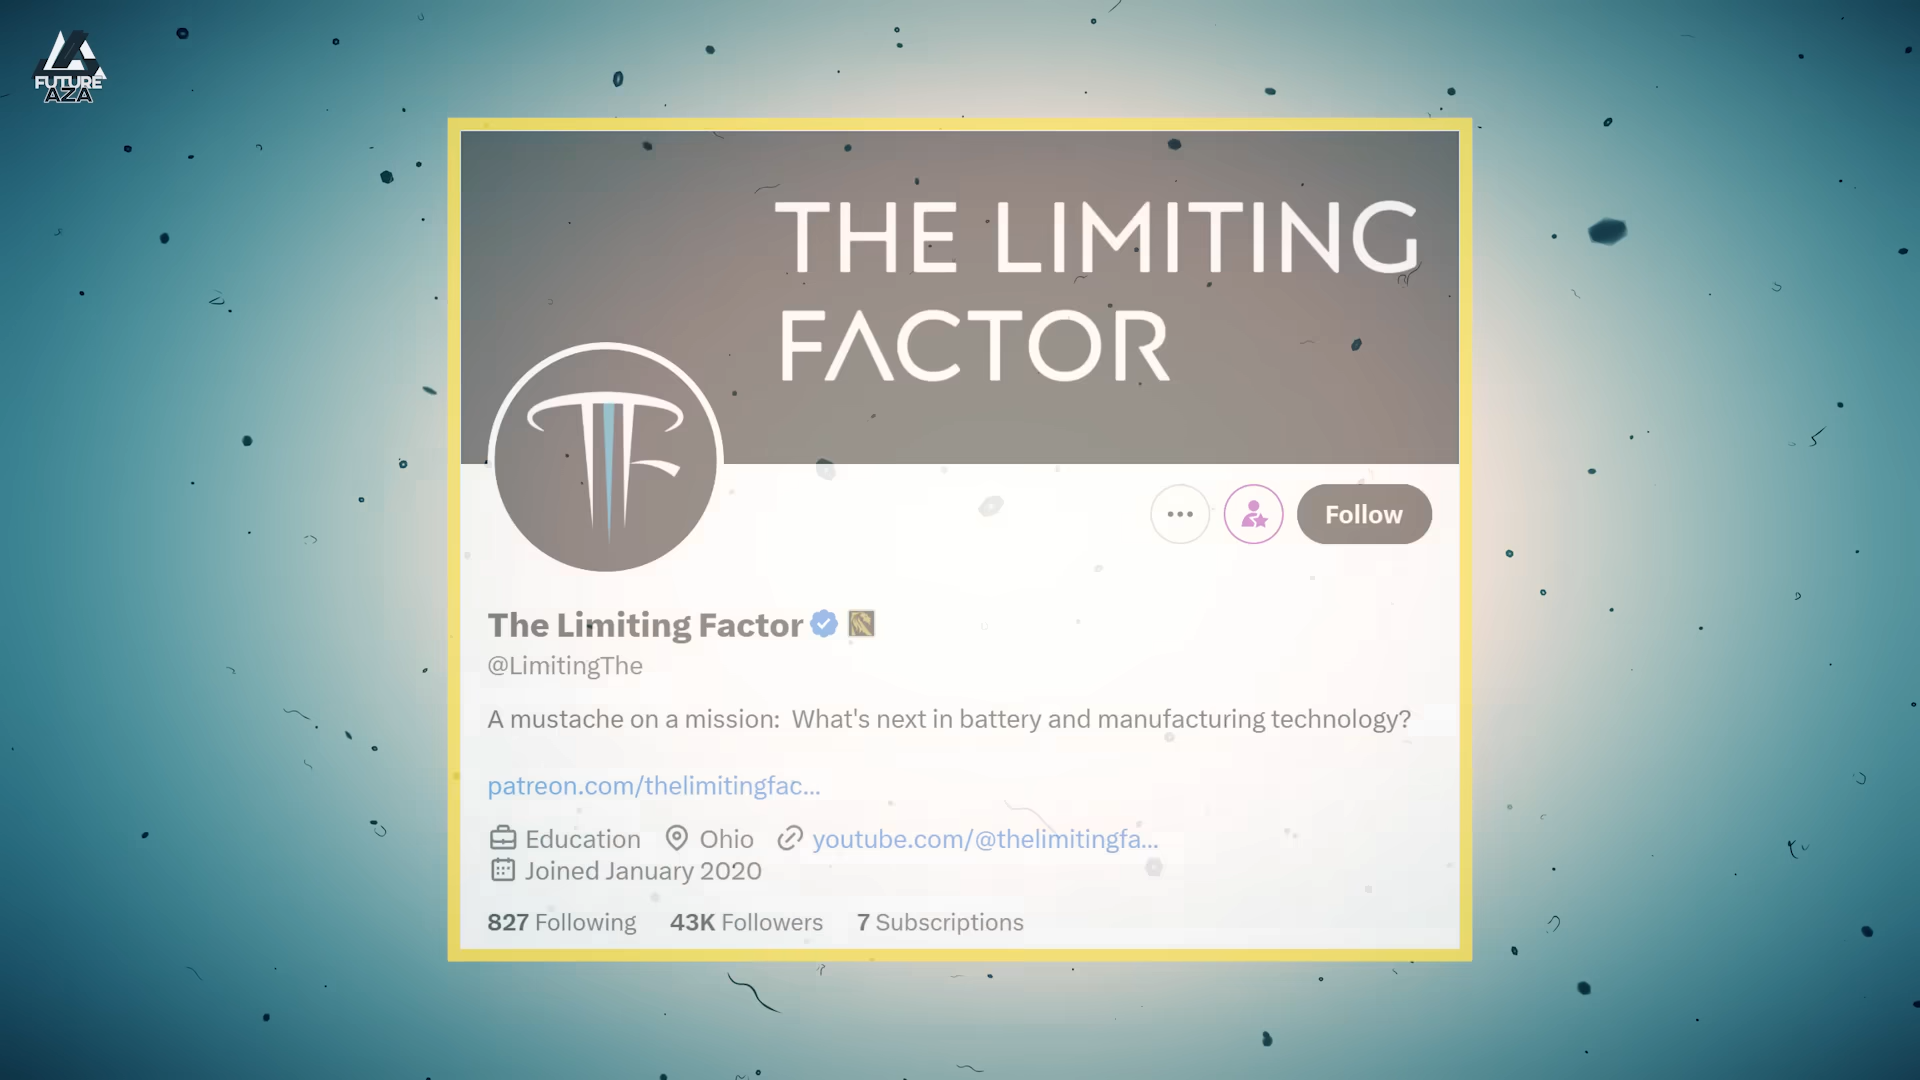 FUTURE
AZA
THE LIMITING
FACTOR
TF
Follow
The Limiting Factor
@LimitingThe
A mustache on a mission:  What's next in battery and manufacturing technology?
patreon.com/thelimitingfac...
Education Ohio youtube.com/@thelimitingfa...
Joined January 2020
827 Following 43K Followers 7 Subscriptions